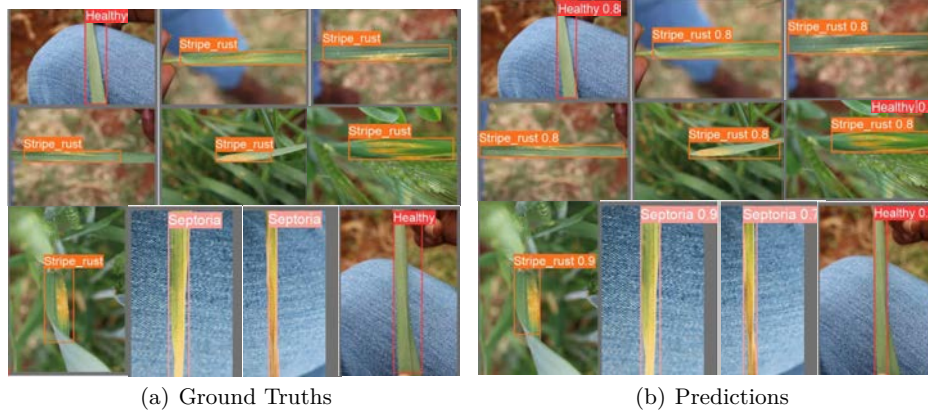 Healthy
Stripe_rust
Stripe_rust
Stripe_rust
Stripe_rust
Stripe_rust
Stripe_rust
Septoria
Septoria
Healthy
(a) Ground Truths
Healthy 0.8
Stripe_rust 0.8
Stripe_rust 0.8
Stripe_rust 0.8
Stripe_rust 0.8
Healthy 0.
Stripe_rust 0.8
Stripe_rust 0.9
Septoria 0.9
Septoria 0.7
Healthy 0.
(b) Predictions